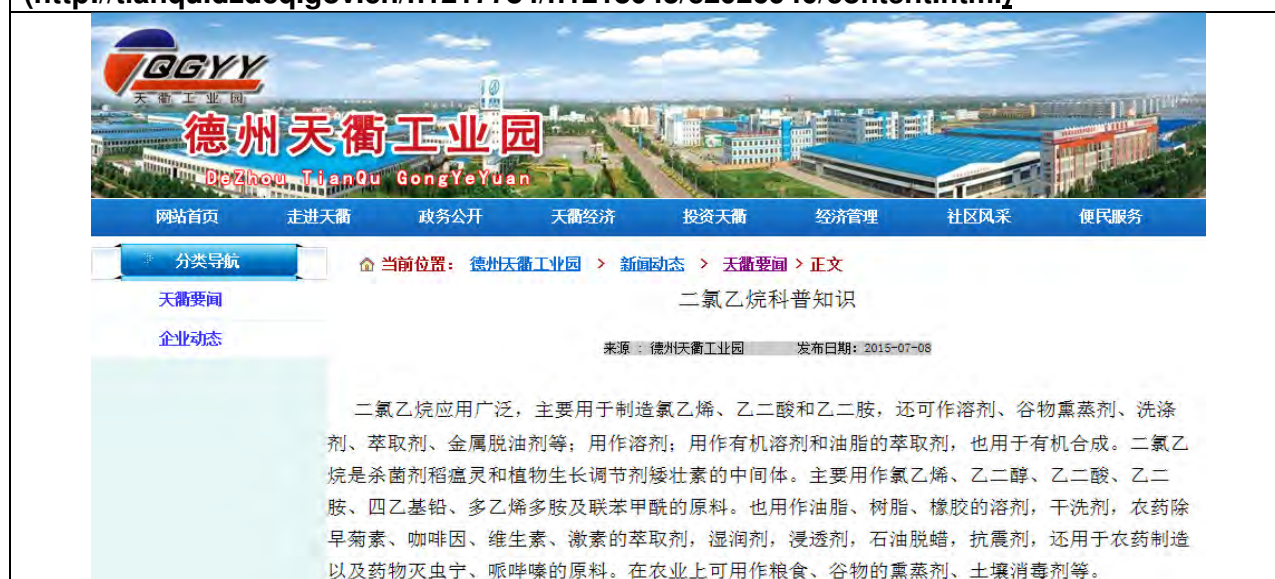 TQGYY
天衢工业园
德州天衢工业园
DeZhou TianQu GongYeYuan
网站首页 走进天衢 政务公开 天衢经济 投资天衢 经济管理 社区风采 便民服务
分类导航
天衢要闻
企业动态
当前位置： 德州天衢工业园 > 新闻动态 > 天衢要闻 > 正文
二氯乙烷科普知识
来源：德州天衢工业园 发布日期：2015-07-08
二氯乙烷应用广泛，主要用于制造氯乙烯、乙二酸和乙二胺，还可作溶剂、谷物熏蒸剂、洗涤
剂、萃取剂、金属脱油剂等；用作溶剂；用作有机溶剂和油脂的萃取剂，也用于有机合成。二氯乙
烷是杀菌剂稻瘟灵和植物生长调节剂矮壮素的中间体。主要用作氯乙烯、乙二醇、乙二酸、乙二
胺、四乙基铅、多乙烯多胺及联苯甲酰的原料。也用作油脂、树脂、橡胶的溶剂，干洗剂，农药除
早菊素、咖啡因、维生素、激素的萃取剂，湿润剂，浸透剂，石油脱蜡，抗震剂，还用于农药制造
以及药物灭虫宁、哌哔嗪的原料。在农业上可用作粮食、谷物的熏蒸剂、土壤消毒剂等。